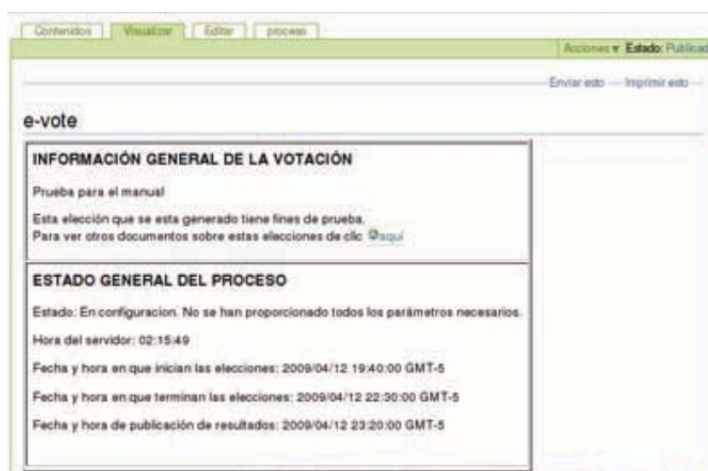 Contenidos Visualizar Editar proceso
Acciones Estado: Publicad
Enviar esto — Imprimir esto —
e-vote
INFORMACIÓN GENERAL DE LA VOTACIÓN
Prueba para el manual
Esta elección que se esta generado tiene fines de prueba.
Para ver otros documentos sobre estas elecciones de clic aquí
ESTADO GENERAL DEL PROCESO
Estado: En configuracion. No se han proporcionado todos los parámetros necesarios.
Hora del servidor: 02:15:49
Fecha y hora en que inician las elecciones: 2009/04/12 19:40:00 GMT-5
Fecha y hora en que terminan las elecciones: 2009/04/12 22:30:00 GMT-5
Fecha y hora de publicación de resultados: 2009/04/12 23:20:00 GMT-5